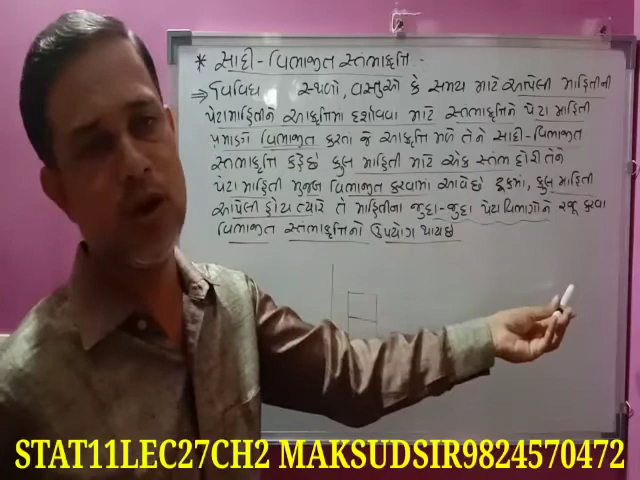 * સાદી - વિભાજીત સ્તંભાકૃતિ -
⇒ વિવિધ સ્થળો, વસ્તુઓ કે સમય માટે આપેલી માહિતીની
પેટામાહિતીને આકૃતિમાં દર્શાવવા માટે સ્તંભાકૃતિને પેટા માહિતી
પ્રમાણે વિભાજીત કરતા જે આકૃતિ મળે તેને સાદી-વિભાજીત
સ્તંભાકૃતિ કહેછે કુલ માહિતી માટે એક સ્તંભ દોરી તેને
પેટા માહિતી મુજબ વિભાજીત કરવામાં આવેછે ટૂકમાં, કુલ માહિતી
આપેલી હોય ત્યારે તે માહિતીના જુદા-જુદા પેટા વિભાગોને રજૂ કરવા
વિભાજીત સ્તંભાકૃતિનો ઉપયોગ થાયછે
STAT11LEC27CH2 MAKSUDSIR9824570472